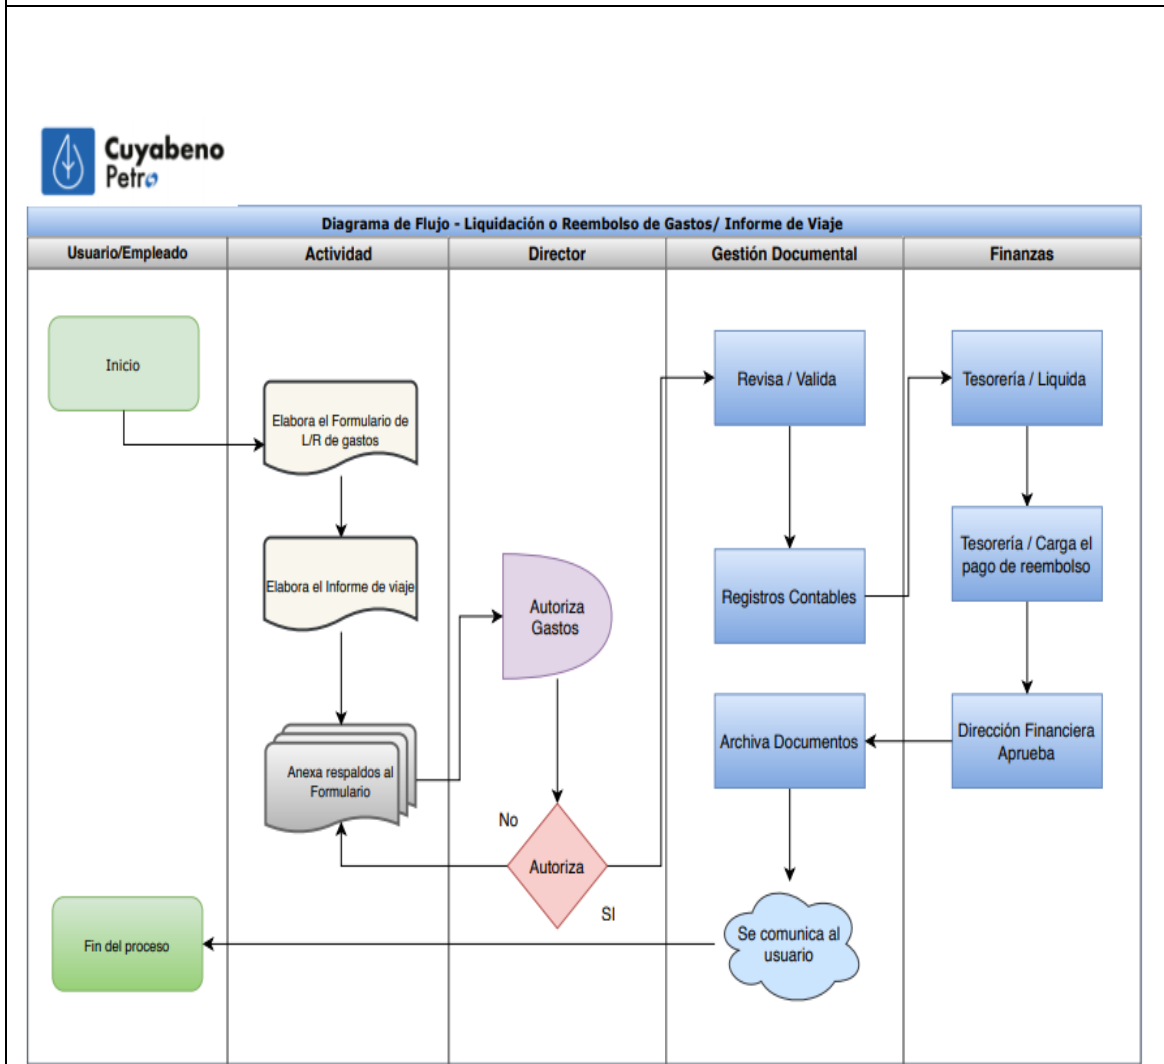 Cuyabeno
Petro
Diagrama de Flujo - Liquidación o Reembolso de Gastos/ Informe de Viaje
Usuario/Empleado
Actividad
Director
Gestión Documental
Finanzas
Inicio
Elabora el Formulario de
L/R de gastos
Elabora el Informe de viaje
Anexa respaldos al
Formulario
Autoriza
Gastos
No
Autoriza
SI
Revisa / Valida
Registros Contables
Tesorería / Liquida
Tesorería / Carga el
pago de reembolso
Dirección Financiera
Aprueba
Archiva Documentos
Se comunica al
usuario
Fin del proceso